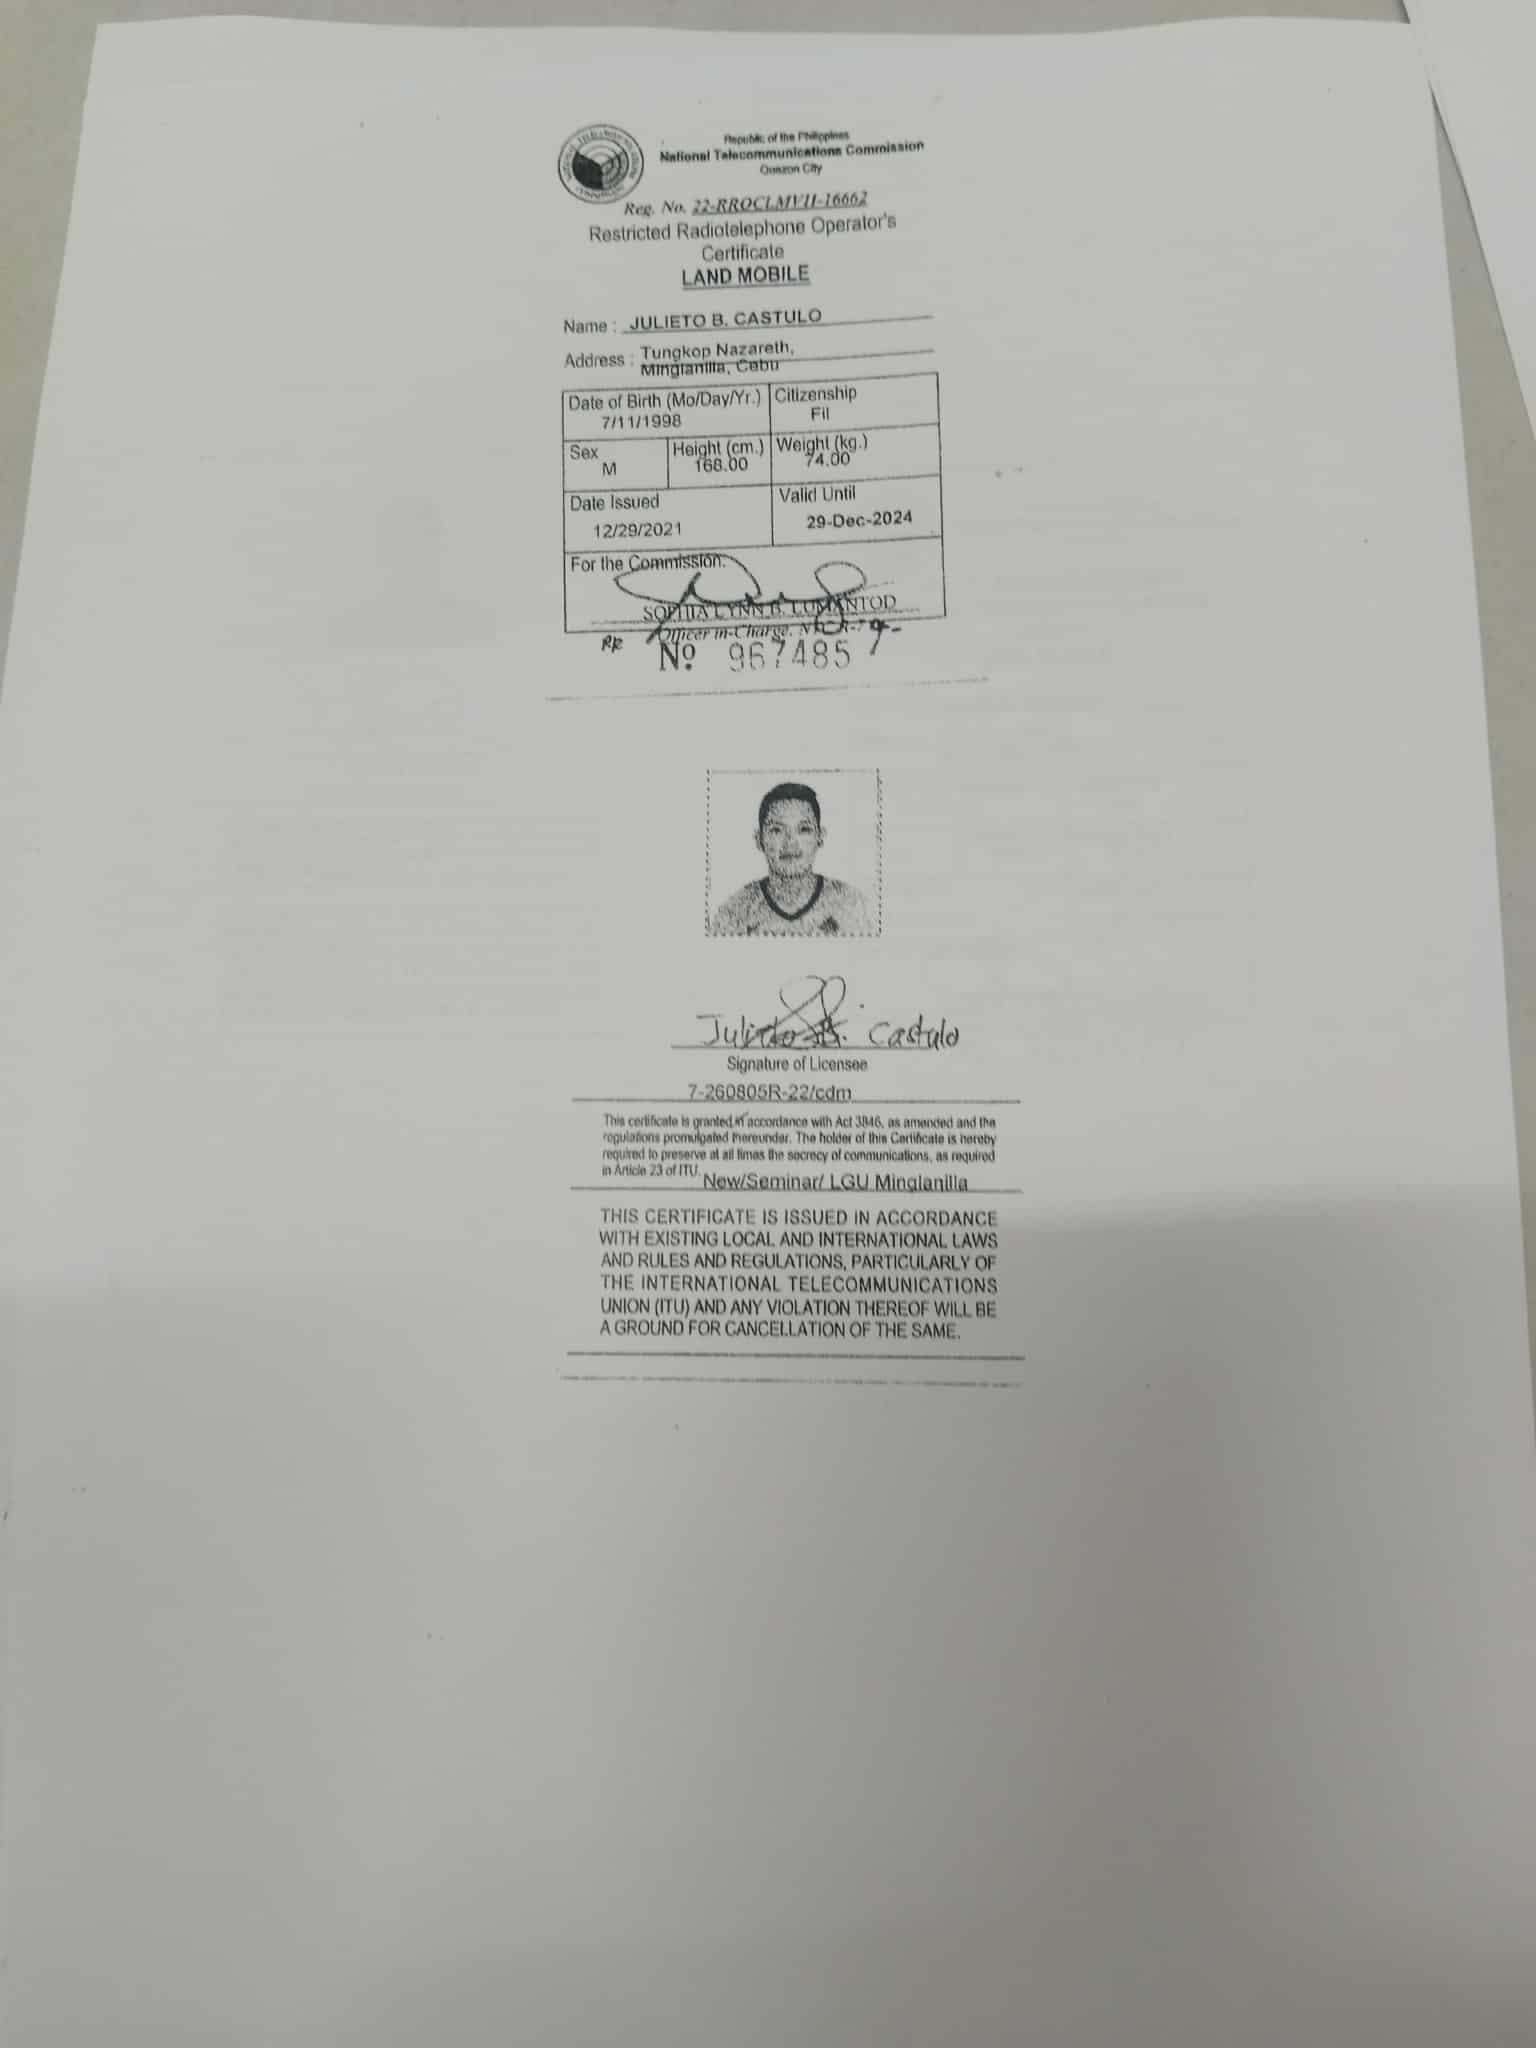 Republic of the Philippines
National Telecommunications Commission
Quezon City
Reg. No. 22-RROCLMVII-16662
Restricted Radiotelephone Operator's
Certificate
LAND MOBILE
Name : JULIETO B. CASTULO
Address : Tungkop Nazareth,
Minglanilla, Cebu
Date of Birth (Mo/Day/Yr.) Citizenship
7/11/1998 Fil
Sex Height (cm.) Weight (kg.)
M 168.00 74.00
Date Issued Valid Until
12/29/2021 29-Dec-2024
For the Commission:
SOPHIA LYNN B. LUMANTOD
Officer in-Charge,
RR
No. 967485
Julieto B. Castulo
Signature of Licensee
7-260805R-22/cdm
This certificate is granted in accordance with Act 3846, as amended and the
regulations promulgated thereunder. The holder of this Certificate is hereby
required to preserve at all times the secrecy of communications, as required
in Article 23 of ITU.
New/Seminar/ LGU Minglanilla
THIS CERTIFICATE IS ISSUED IN ACCORDANCE
WITH EXISTING LOCAL AND INTERNATIONAL LAWS
AND RULES AND REGULATIONS, PARTICULARLY OF
THE INTERNATIONAL TELECOMMUNICATIONS
UNION (ITU) AND ANY VIOLATION THEREOF WILL BE
A GROUND FOR CANCELLATION OF THE SAME.